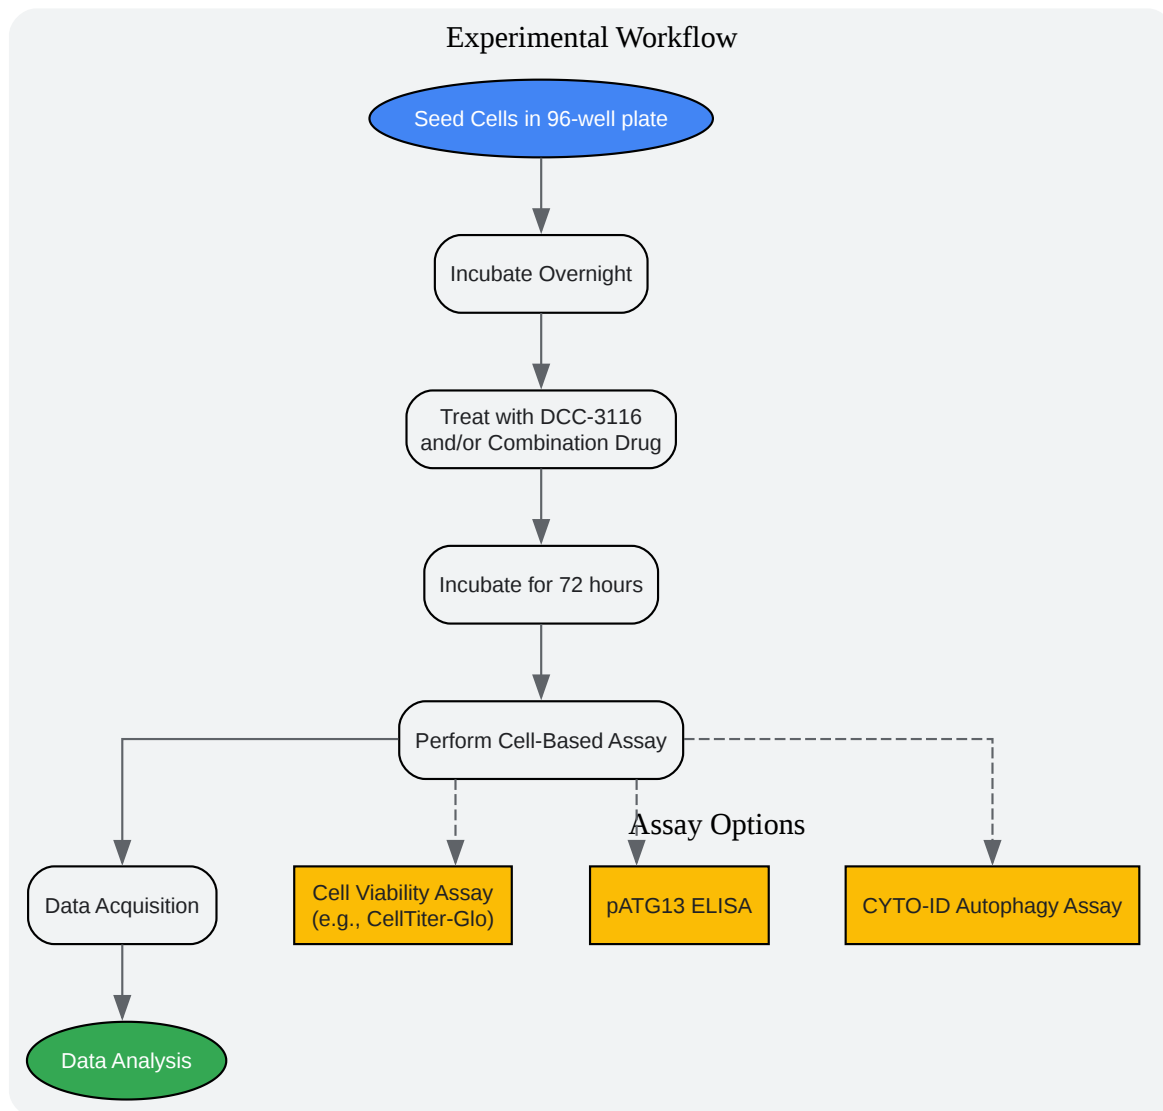 Experimental Workflow
Seed Cells in 96-well plate
Incubate Overnight
Treat with DCC-3116
and/or Combination Drug
Incubate for 72 hours
Perform Cell-Based Assay
Assay Options
Data Acquisition
Cell Viability Assay
(e.g., CellTiter-Glo)
pATG13 ELISA
CYTO-ID Autophagy Assay
Data Analysis